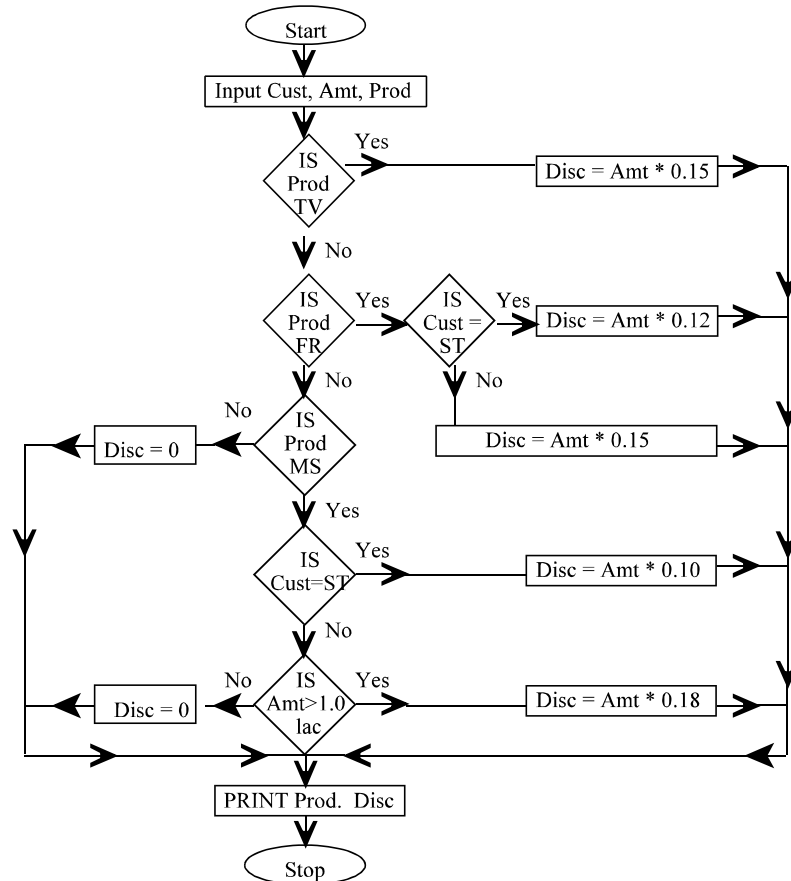 Start
Input Cust, Amt, Prod
IS
Prod
TV
Yes
Disc = Amt * 0.15
No
IS
Prod
FR
Yes
IS
Cust =
ST
Yes
Disc = Amt * 0.12
No
Disc = Amt * 0.15
No
IS
Prod
MS
No
Disc = 0
Yes
IS
Cust=ST
Yes
Disc = Amt * 0.10
No
IS
Amt>1.0
lac
No
Disc = 0
Yes
Disc = Amt * 0.18
PRINT Prod. Disc
Stop